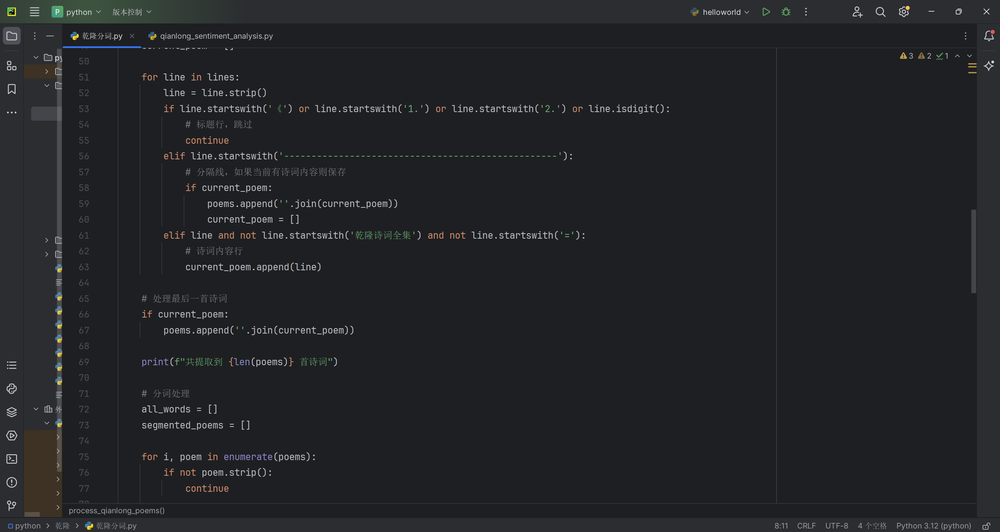 PC
P python 版本控制
helloworld
乾隆分词.py
qianlong_sentiment_analysis.py
py
外
3 2 1
50
51 for line in lines:
52 line = line.strip()
53 if line.startswith('《') or line.startswith('1.') or line.startswith('2.') or line.isdigit():
54 # 标题行，跳过
55 continue
56 elif line.startswith('--------------------------------------------------'):
57 # 分隔线，如果当前有诗词内容则保存
58 if current_poem:
59 poems.append(''.join(current_poem))
60 current_poem = []
61 elif line and not line.startswith('乾隆诗词全集') and not line.startswith('='):
62 # 诗词内容行
63 current_poem.append(line)
64
65 # 处理最后一首诗词
66 if current_poem:
67 poems.append(''.join(current_poem))
68
69 print(f"共提取到 {len(poems)} 首诗词")
70
71 # 分词处理
72 all_words = []
73 segmented_poems = []
74
75 for i, poem in enumerate(poems):
76 if not poem.strip():
77 continue
process_qianlong_poems()
python > 乾隆 > 乾隆分词.py
8:11 CRLF UTF-8 4 个空格 Python 3.12 (python)